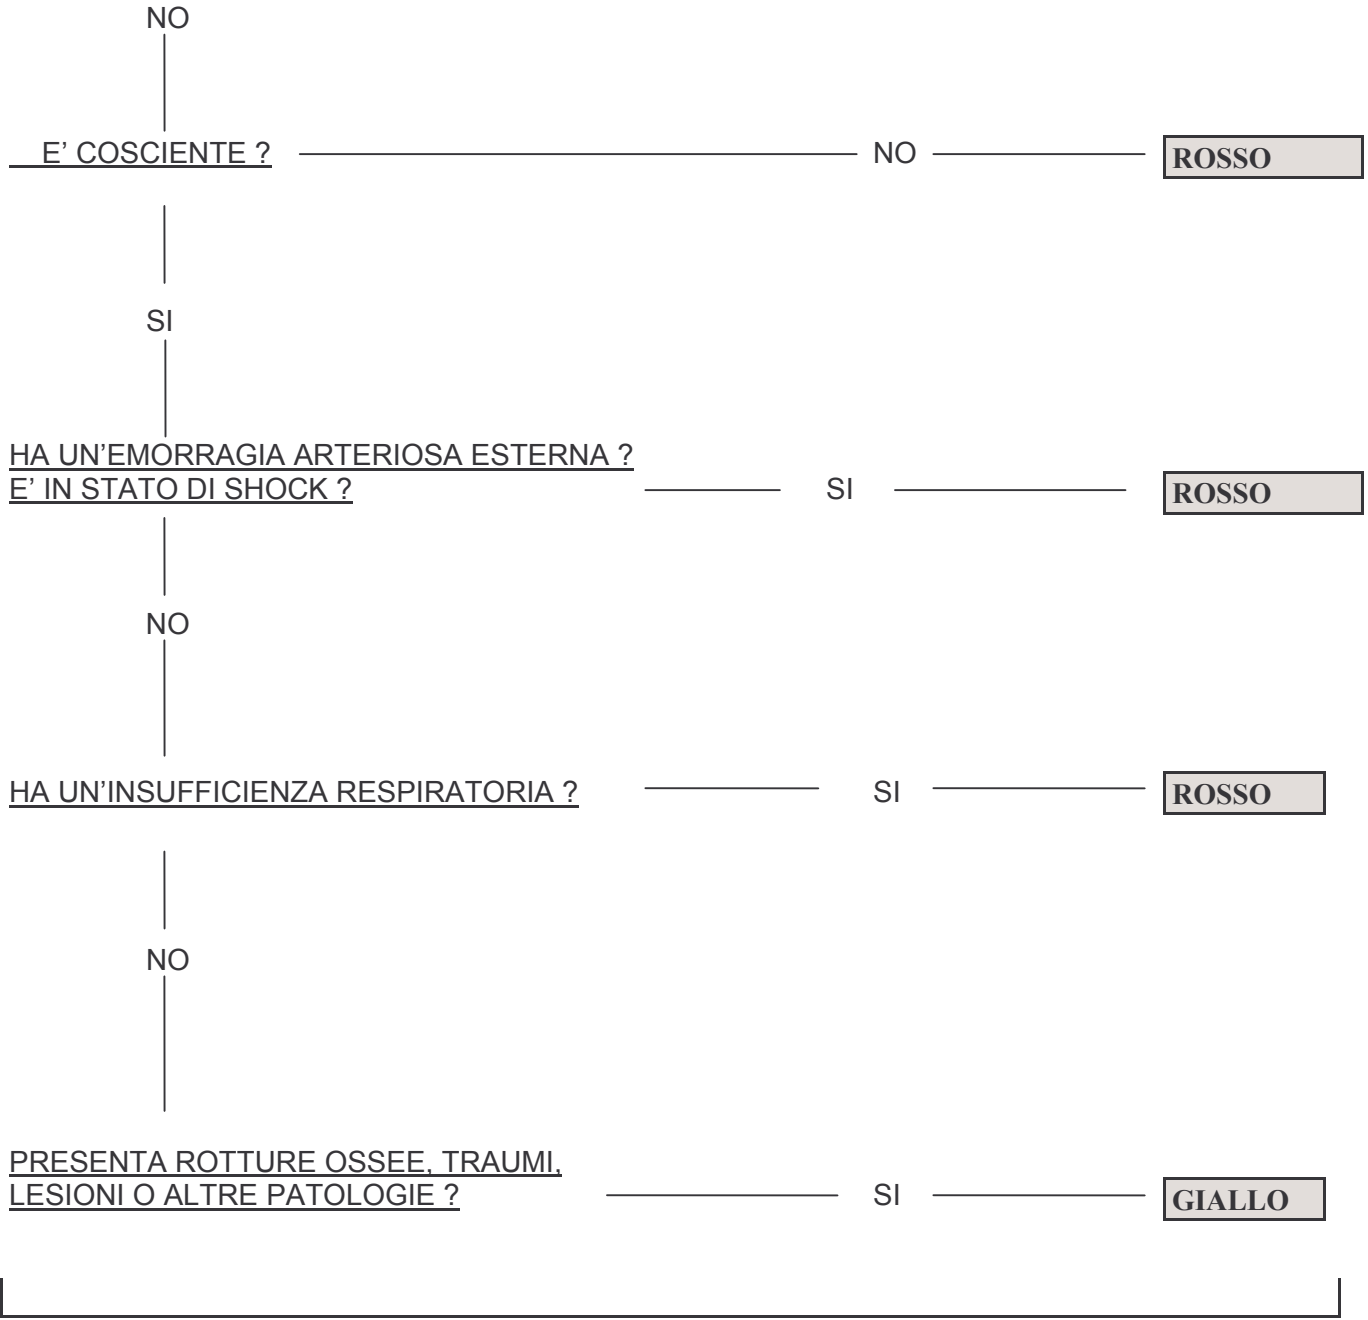 NO
E’ COSCIENTE ? NO ROSSO
SI
HA UN’EMORRAGIA ARTERIOSA ESTERNA ?
E’ IN STATO DI SHOCK ? SI ROSSO
NO
HA UN’INSUFFICIENZA RESPIRATORIA ? SI ROSSO
NO
PRESENTA ROTTURE OSSEE, TRAUMI,
LESIONI O ALTRE PATOLOGIE ? SI GIALLO